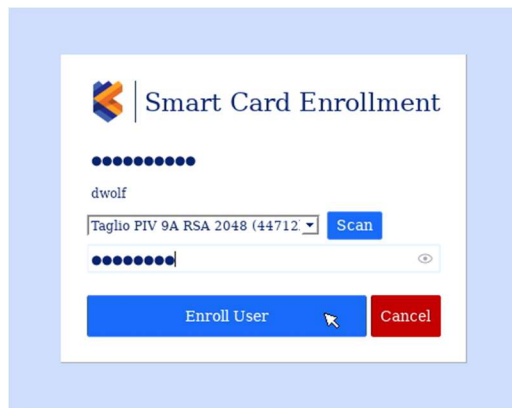 Smart Card Enrollment
●●●●●●●●●●
dwolf
Taglio PIV 9A RSA 2048 (44712
Scan
●●●●●●●●
Enroll User
Cancel